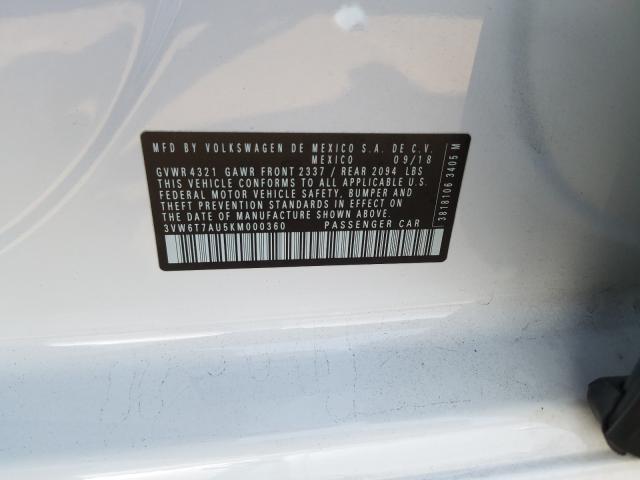 MFD BY VOLKSWAGEN DE MEXICO S.A. DE C.V.
MEXICO 09/18
GVWR 4321 GAWR FRONT 2337 / REAR 2094 LBS
THIS VEHICLE CONFORMS TO ALL APPLICABLE U.S.
FEDERAL MOTOR VEHICLE SAFETY, BUMPER AND
THEFT PREVENTION STANDARDS IN EFFECT ON
THE DATE OF MANUFACTURE SHOWN ABOVE.
3VW6T7AU5KM000360 PASSENGER CAR
3818106 3405 M